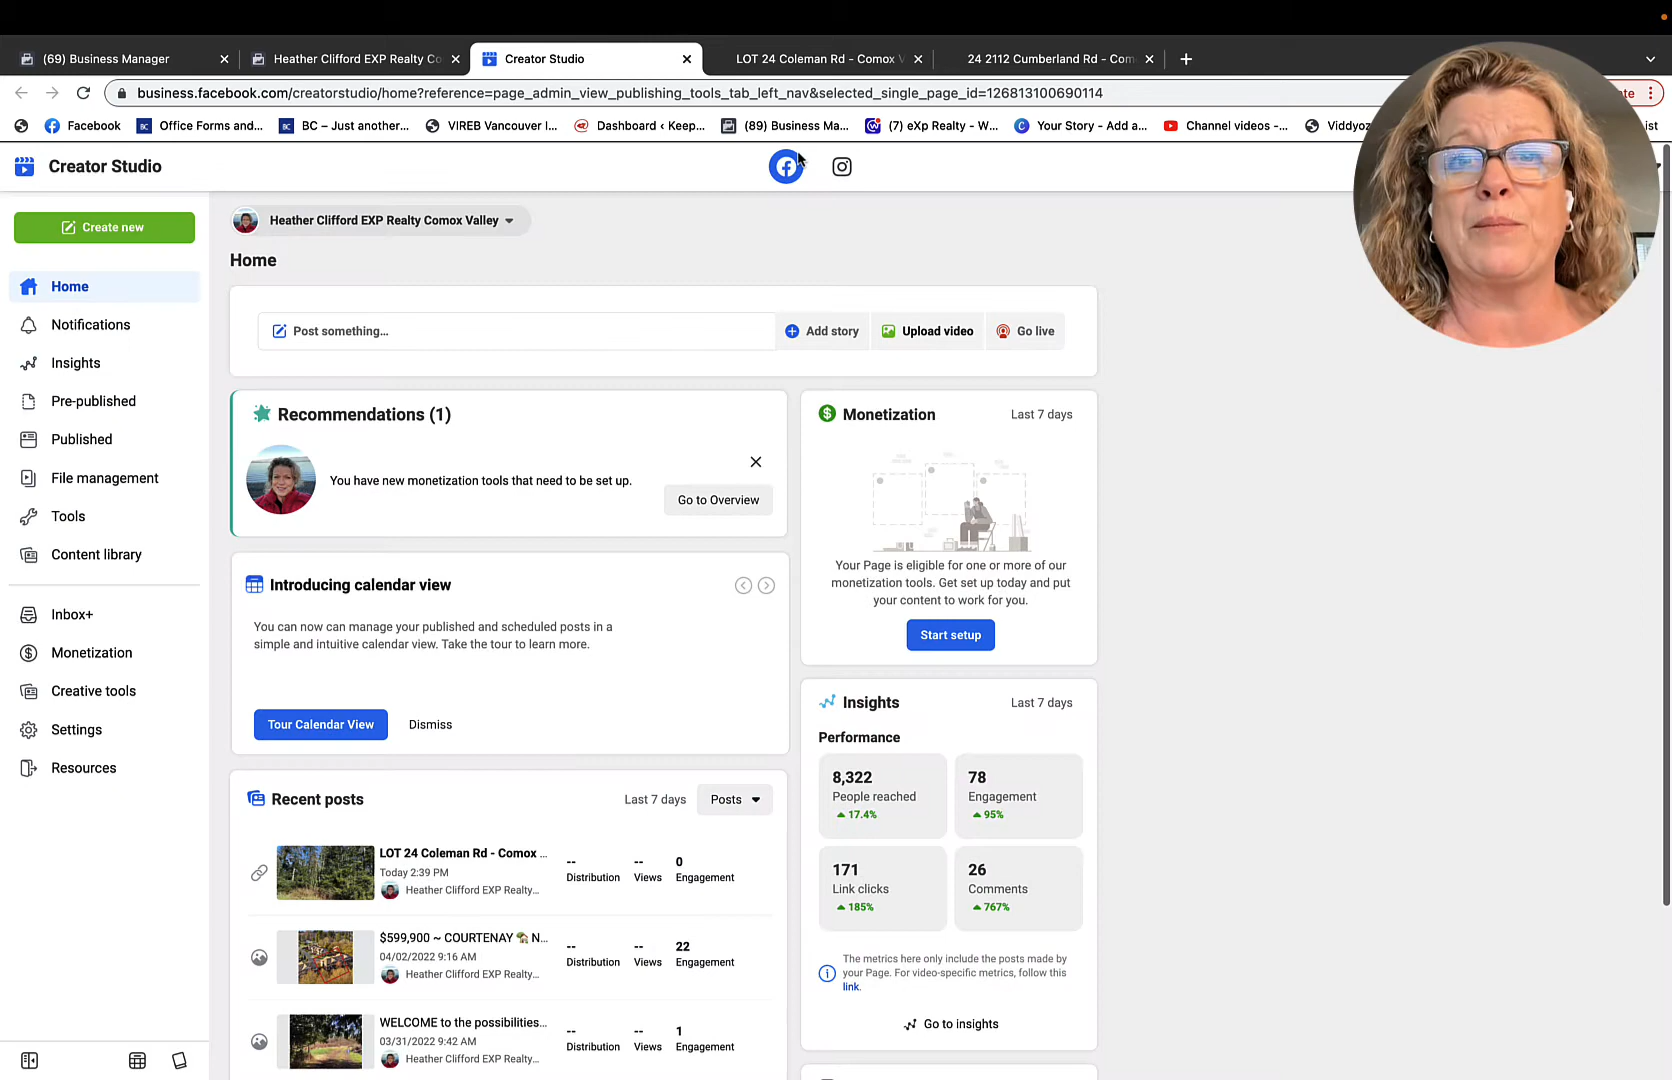 (69) Business Manager
Heather Clifford EXP Realty Co
Creator Studio
LOT 24 Coleman Rd - Comox V
24 2112 Cumberland Rd - Com
business.facebook.com/creatorstudio/home?reference=page_admin_view_publishing_tools_tab_left_nav&selected_single_page_id=126813100690114
Facebook
Office Forms and...
BC – Just another...
VIREB Vancouver I...
Dashboard ‹ Keep...
(89) Business Ma...
(7) eXp Realty - W...
Your Story - Add a...
Channel videos -...
Viddyoz
ist
Creator Studio
Create new
Home
Notifications
Insights
Pre-published
Published
File management
Tools
Content library
Inbox+
Monetization
Creative tools
Settings
Resources
Heather Clifford EXP Realty Comox Valley
Home
Post something...
Add story
Upload video
Go live
Recommendations (1)
You have new monetization tools that need to be set up.
Go to Overview
Introducing calendar view
You can now can manage your published and scheduled posts in a
simple and intuitive calendar view. Take the tour to learn more.
Tour Calendar View
Dismiss
Recent posts
Last 7 days
Posts
LOT 24 Coleman Rd - Comox ...
Today 2:39 PM
Heather Clifford EXP Realty...
-- Distribution
-- Views
0 Engagement
$599,900 ~ COURTENAY 🏡 N...
04/02/2022 9:16 AM
Heather Clifford EXP Realty...
-- Distribution
-- Views
22 Engagement
WELCOME to the possibilities...
03/31/2022 9:42 AM
Heather Clifford EXP Realty...
-- Distribution
-- Views
1 Engagement
Monetization
Last 7 days
Your Page is eligible for one or more of our
monetization tools. Get set up today and put
your content to work for you.
Start setup
Insights
Last 7 days
Performance
8,322
People reached
17.4%
78
Engagement
95%
171
Link clicks
185%
26
Comments
767%
The metrics here only include the posts made by
your Page. For video-specific metrics, follow this
link.
Go to insights